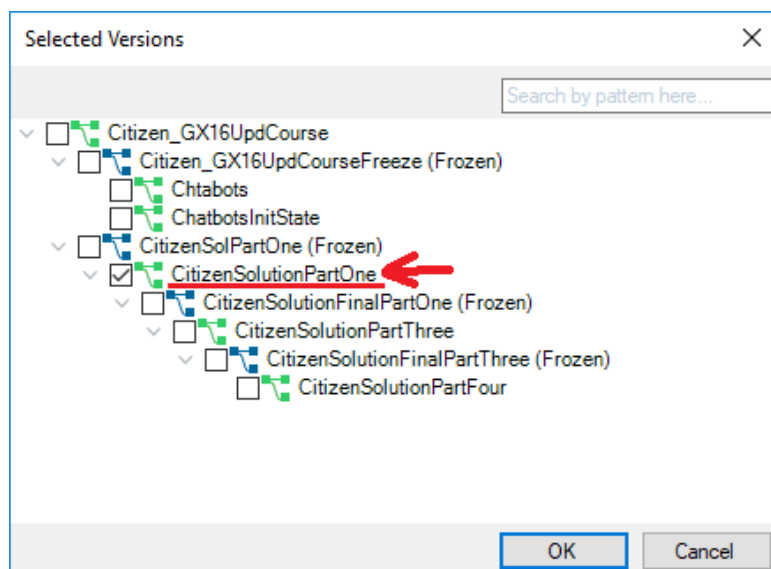 Selected Versions
Search by pattern here...
Citizen_GX16UpdCourse
Citizen_GX16UpdCourseFreeze (Frozen)
Chtabots
ChatbotsInitState
CitizenSolPartOne (Frozen)
CitizenSolutionPartOne
CitizenSolutionFinalPartOne (Frozen)
CitizenSolutionPartThree
CitizenSolutionFinalPartThree (Frozen)
CitizenSolutionPartFour
OK Cancel